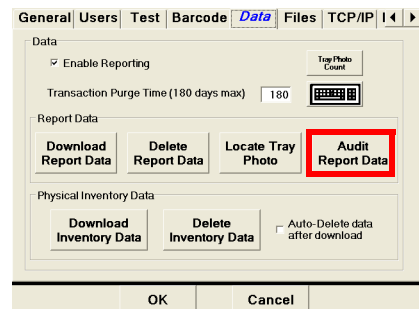 General Users Test Barcode Data Files TCP/IP
Data
Enable Reporting
Tray Photo
Count
Transaction Purge Time (180 days max) 180
Report Data
Download
Report Data
Delete
Report Data
Locate Tray
Photo
Audit
Report Data
Physical Inventory Data
Download
Inventory Data
Delete
Inventory Data
Auto-Delete data
after download
OK Cancel